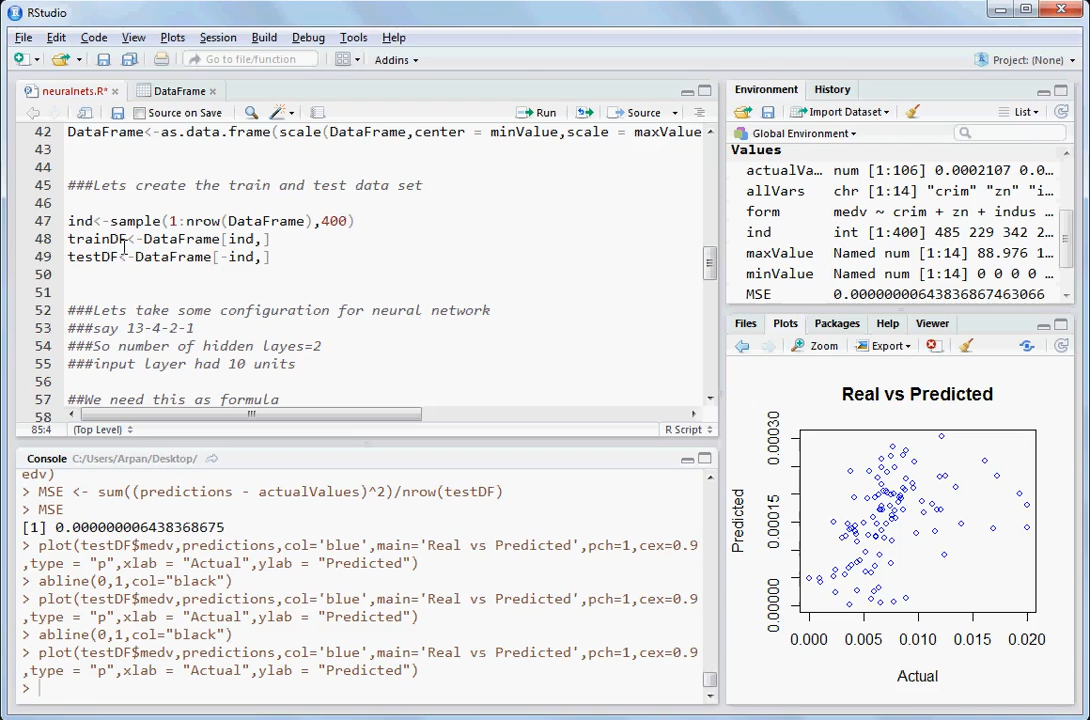 RStudio
File Edit Code View Plots Session Build Debug Tools Help
Go to file/function Addins Project: (None)
neuralnets.R* DataFrame
Source on Save Run Source
42 DataFrame<-as.data.frame(scale(DataFrame,center = minValue,scale = maxValue
43
44
45 ###Lets create the train and test data set
46
47 ind<-sample(1:nrow(DataFrame),400)
48 trainDF<-DataFrame[ind,]
49 testDF<-DataFrame[-ind,]
50
51
52 ###Lets take some configuration for neural network
53 ###say 13-4-2-1
54 ###So number of hidden layes=2
55 ###input layer had 10 units
56
57 ##We need this as formula
58
85:4 (Top Level) R Script
Console C:/Users/Arpan/Desktop/
edv)
> MSE <- sum((predictions - actualValues)^2)/nrow(testDF)
> MSE
[1] 0.000000006438368675
> plot(testDF$medv,predictions,col='blue',main='Real vs Predicted',pch=1,cex=0.9
,type = "p",xlab = "Actual",ylab = "Predicted")
> abline(0,1,col="black")
> plot(testDF$medv,predictions,col='blue',main='Real vs Predicted',pch=1,cex=0.9
,type = "p",xlab = "Actual",ylab = "Predicted")
> abline(0,1,col="black")
> plot(testDF$medv,predictions,col='blue',main='Real vs Predicted',pch=1,cex=0.9
,type = "p",xlab = "Actual",ylab = "Predicted")
>
Environment History
Import Dataset List
Global Environment
Values
actualVa… num [1:106] 0.0002107 0.0…
allVars chr [1:14] "crim" "zn" "i…
form medv ~ crim + zn + indus …
ind int [1:400] 485 229 342 2…
maxValue Named num [1:14] 88.976 1…
minValue Named num [1:14] 0 0 0 0 …
MSE 0.00000000643836867463066
Files Plots Packages Help Viewer
Zoom Export
Real vs Predicted
Predicted
0.00030
0.00015
0.00000
0.000 0.005 0.010 0.015 0.020
Actual